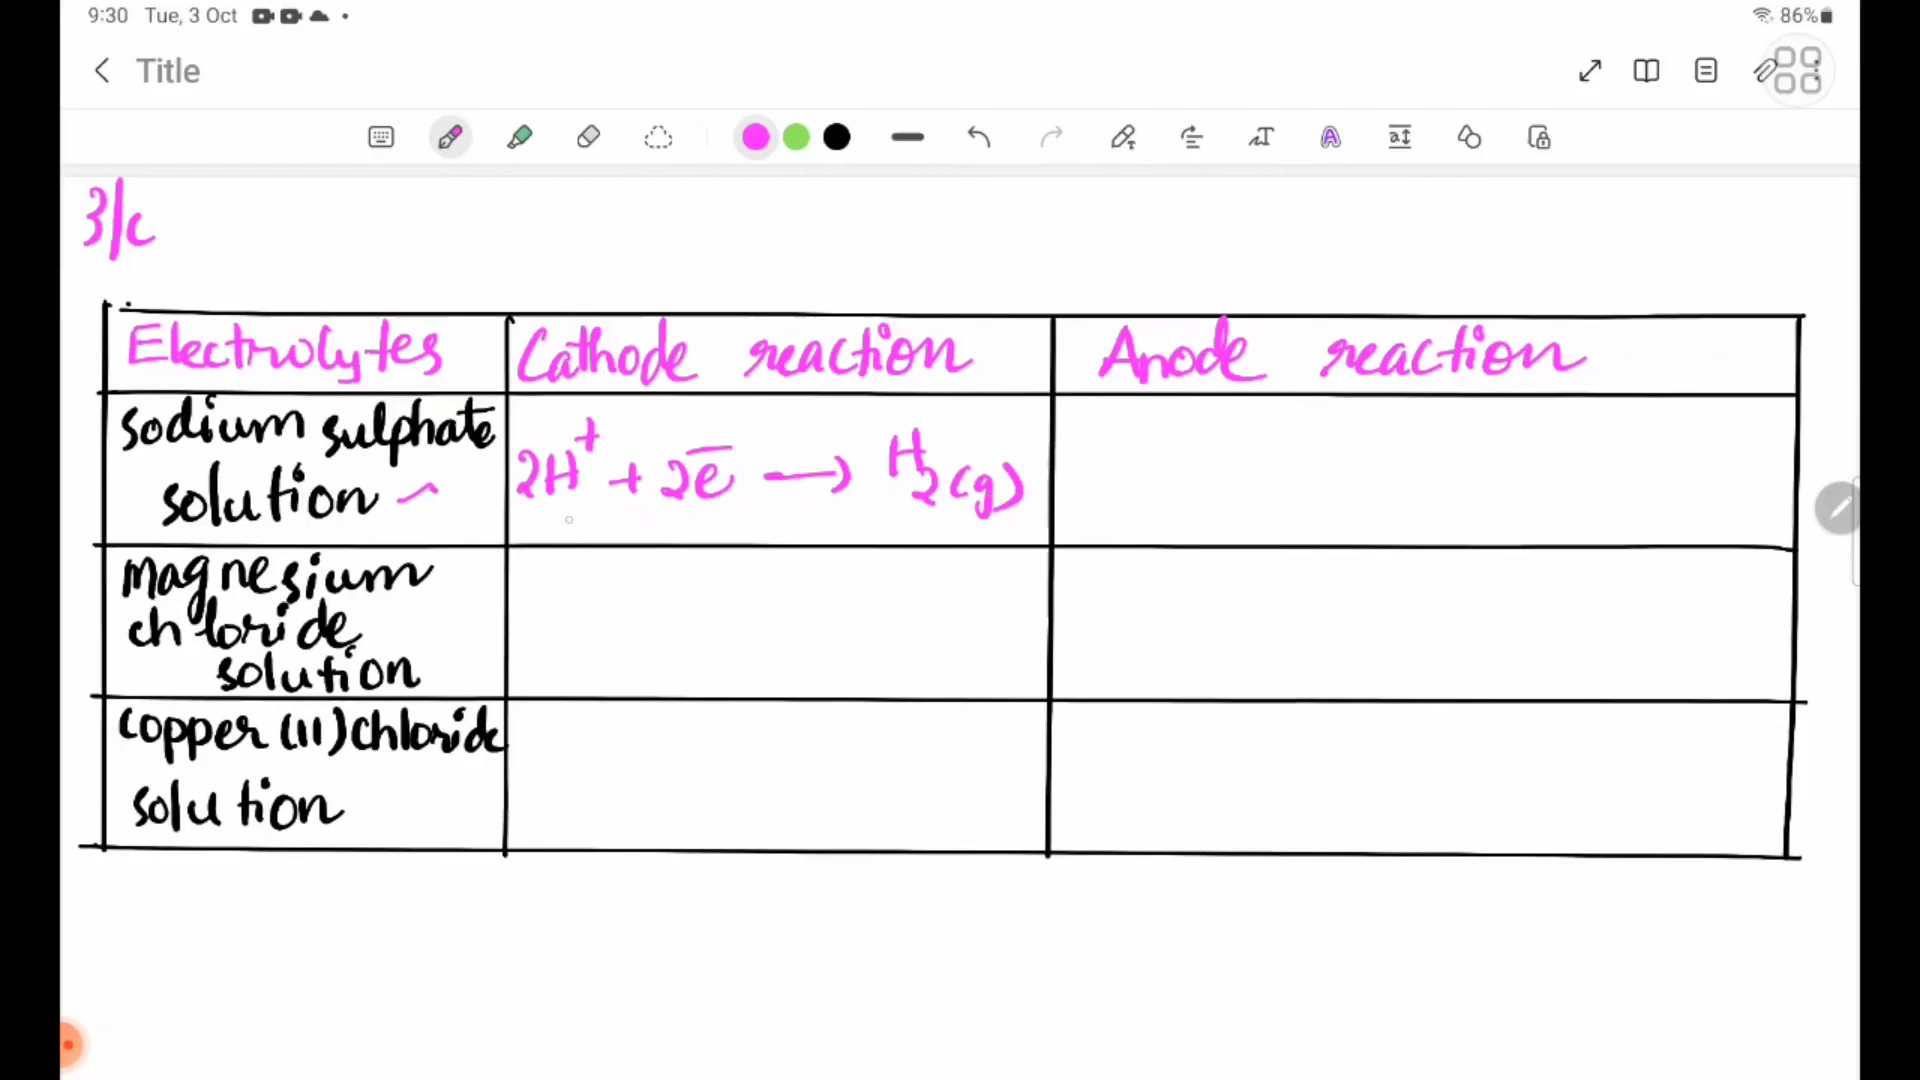 9:30 Tue, 3 Oct
86%
Title
3/c
Electrolytes
Cathode reaction
Anode reaction
sodium sulphate
solution
2H⁺ + 2e̅ → H₂(g)
magnesium
chloride
solution
copper (11) chloride
solution